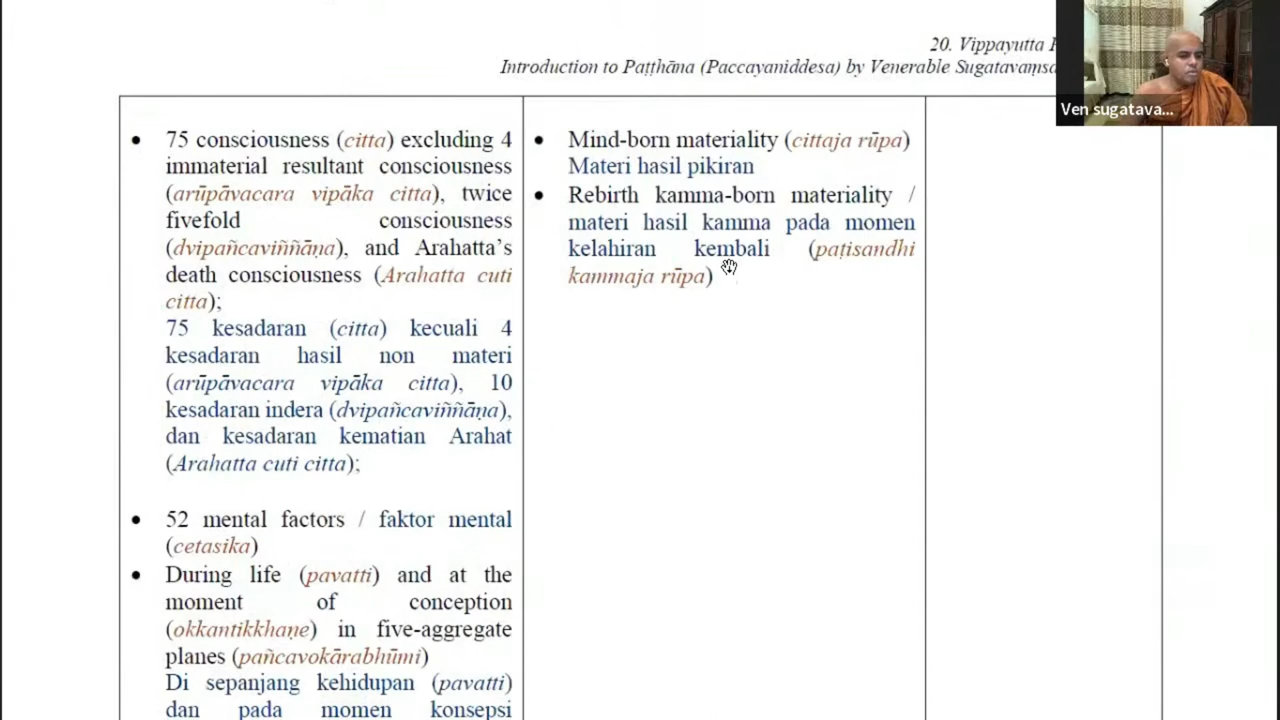 20. Vippayutta
Introduction to Paṭṭhāna (Paccayaniddesa) by Venerable
Ven sugatava...
• 75 consciousness (citta) excluding 4
immaterial resultant consciousness
(arūpāvacara vipāka citta), twice
fivefold consciousness
(dvipañcaviññāṇa), and Arahatta’s
death consciousness (Arahatta cuti
citta);
75 kesadaran (citta) kecuali 4
kesadaran hasil non materi
(arūpāvacara vipāka citta), 10
kesadaran indera (dvipañcaviññāṇa),
dan kesadaran kematian Arahat
(Arahatta cuti citta);
• 52 mental factors / faktor mental
(cetasika)
• During life (pavatti) and at the
moment of conception
(okkantikkhaṇe) in five-aggregate
planes (pañcavokārabhūmi)
Di sepanjang kehidupan (pavatti)
dan pada momen konsepsi
• Mind-born materiality (cittaja rūpa)
Materi hasil pikiran
• Rebirth kamma-born materiality /
materi hasil kamma pada momen
kelahiran kembali (paṭisandhi
kammaja rūpa)